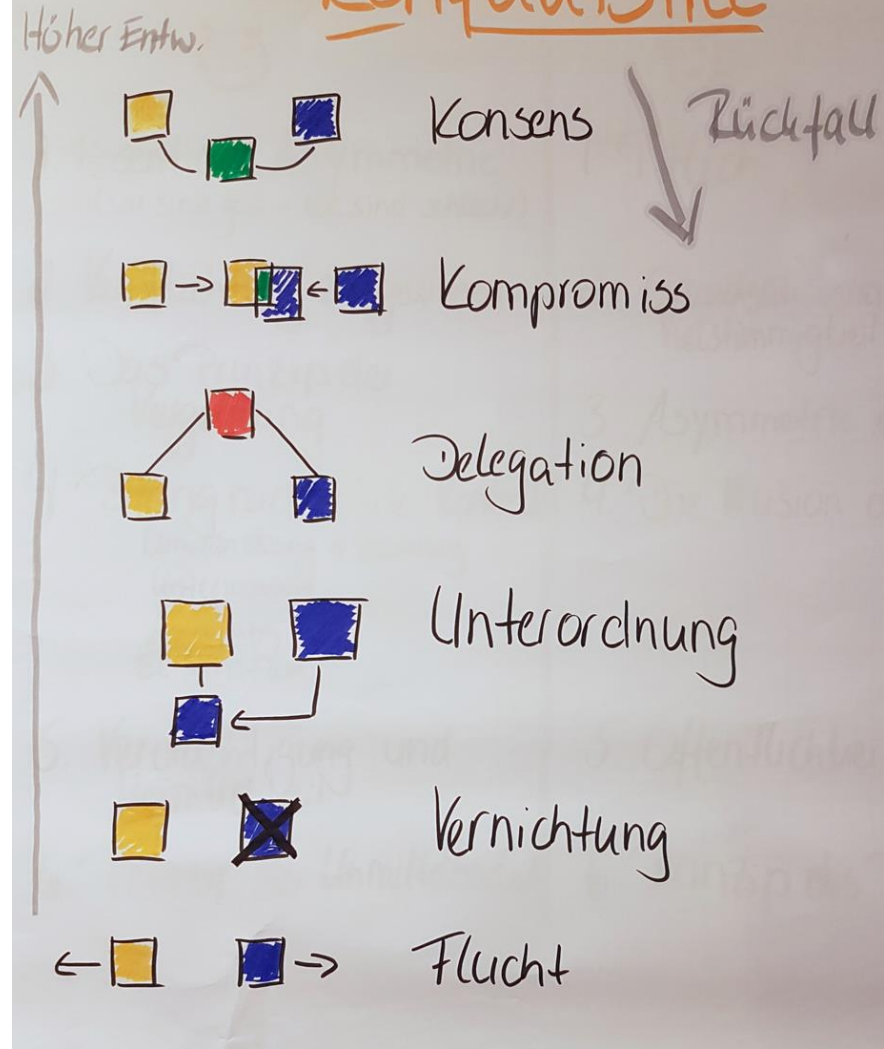 Höher Entw.
Konsens
Rückfall
Kompromiss
Delegation
Unterordnung
Vernichtung
Flucht